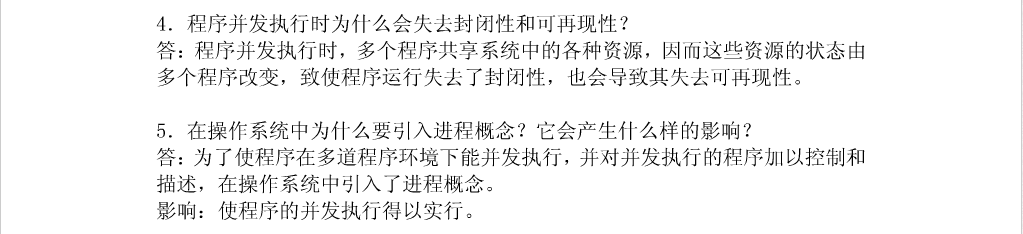 4．程序并发执行时为什么会失去封闭性和可再现性？
答：程序并发执行时，多个程序共享系统中的各种资源，因而这些资源的状态由
多个程序改变，致使程序运行失去了封闭性，也会导致其失去可再现性。
5．在操作系统中为什么要引入进程概念？它会产生什么样的影响？
答：为了使程序在多道程序环境下能并发执行，并对并发执行的程序加以控制和
描述，在操作系统中引入了进程概念。
影响：使程序的并发执行得以实行。